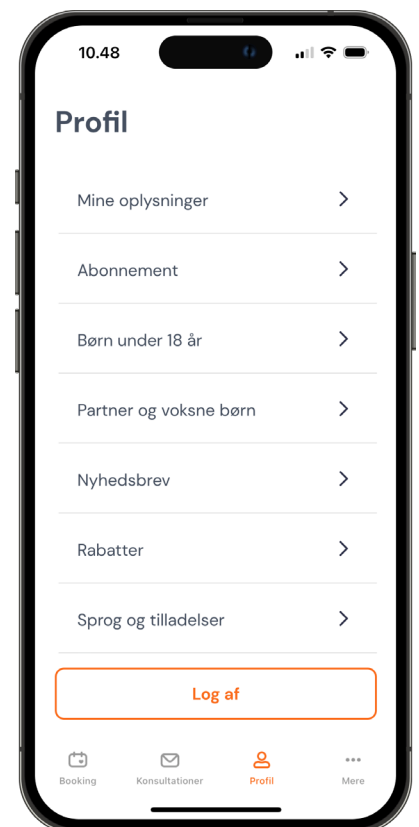 10.48
Profil
Mine oplysninger
Abonnement
Børn under 18 år
Partner og voksne børn
Nyhedsbrev
Rabatter
Sprog og tilladelser
Log af
Booking Konsultationer Profil Mere